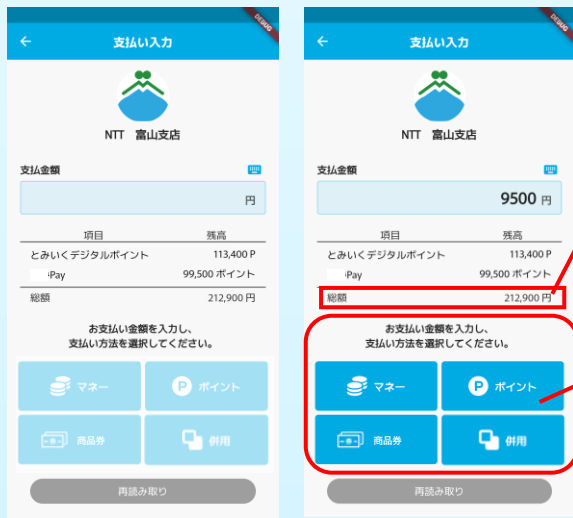 DEBUG
支払い入力
NTT 富山支店
支払金額
円
項目 残高
とみいくデジタルポイント 113,400 P
Pay 99,500 ポイント
総額 212,900 円
お支払い金額を入力し、
支払い方法を選択してください。
マネー P ポイント
商品券 併用
再読み取り
DEBUG
支払い入力
NTT 富山支店
支払金額
9500 円
項目 残高
とみいくデジタルポイント 113,400 P
Pay 99,500 ポイント
総額 212,900 円
お支払い金額を入力し、
支払い方法を選択してください。
マネー P ポイント
商品券 併用
再読み取り